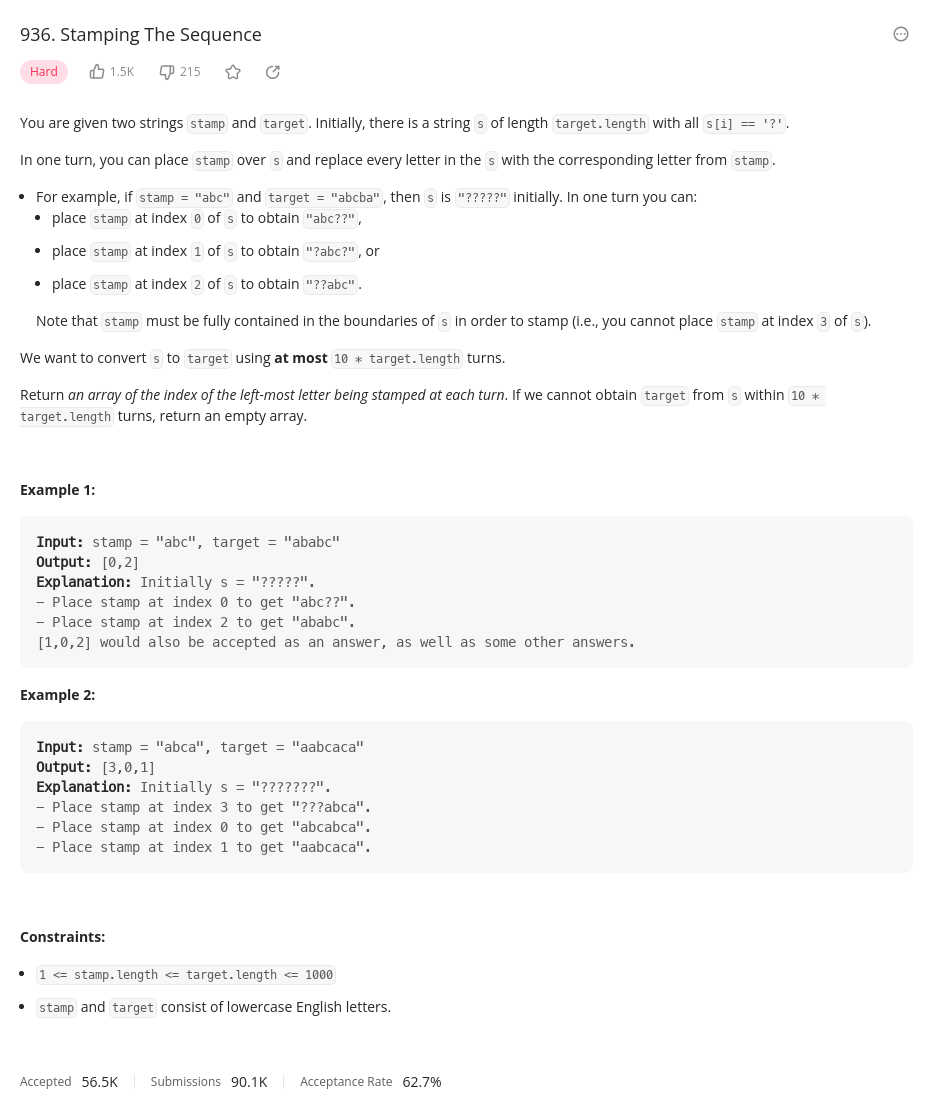 936. Stamping The Sequence
Hard 1.5K 215
You are given two strings stamp and target. Initially, there is a string s of length target.length with all s[i] == '?'.
In one turn, you can place stamp over s and replace every letter in the s with the corresponding letter from stamp.
• For example, if stamp = "abc" and target = "abcba", then s is "?????" initially. In one turn you can:
• place stamp at index 0 of s to obtain "abc??",
• place stamp at index 1 of s to obtain "?abc?", or
• place stamp at index 2 of s to obtain "??abc".
Note that stamp must be fully contained in the boundaries of s in order to stamp (i.e., you cannot place stamp at index 3 of s).
We want to convert s to target using at most 10 * target.length turns.
Return an array of the index of the left-most letter being stamped at each turn. If we cannot obtain target from s within 10 *
target.length turns, return an empty array.
Example 1:
Input: stamp = "abc", target = "ababc"
Output: [0,2]
Explanation: Initially s = "?????".
- Place stamp at index 0 to get "abc??".
- Place stamp at index 2 to get "ababc".
[1,0,2] would also be accepted as an answer, as well as some other answers.
Example 2:
Input: stamp = "abca", target = "aabcaca"
Output: [3,0,1]
Explanation: Initially s = "???????".
- Place stamp at index 3 to get "???abca".
- Place stamp at index 0 to get "abcabca".
- Place stamp at index 1 to get "aabcaca".
Constraints:
• 1 <= stamp.length <= target.length <= 1000
• stamp and target consist of lowercase English letters.
Accepted 56.5K Submissions 90.1K Acceptance Rate 62.7%